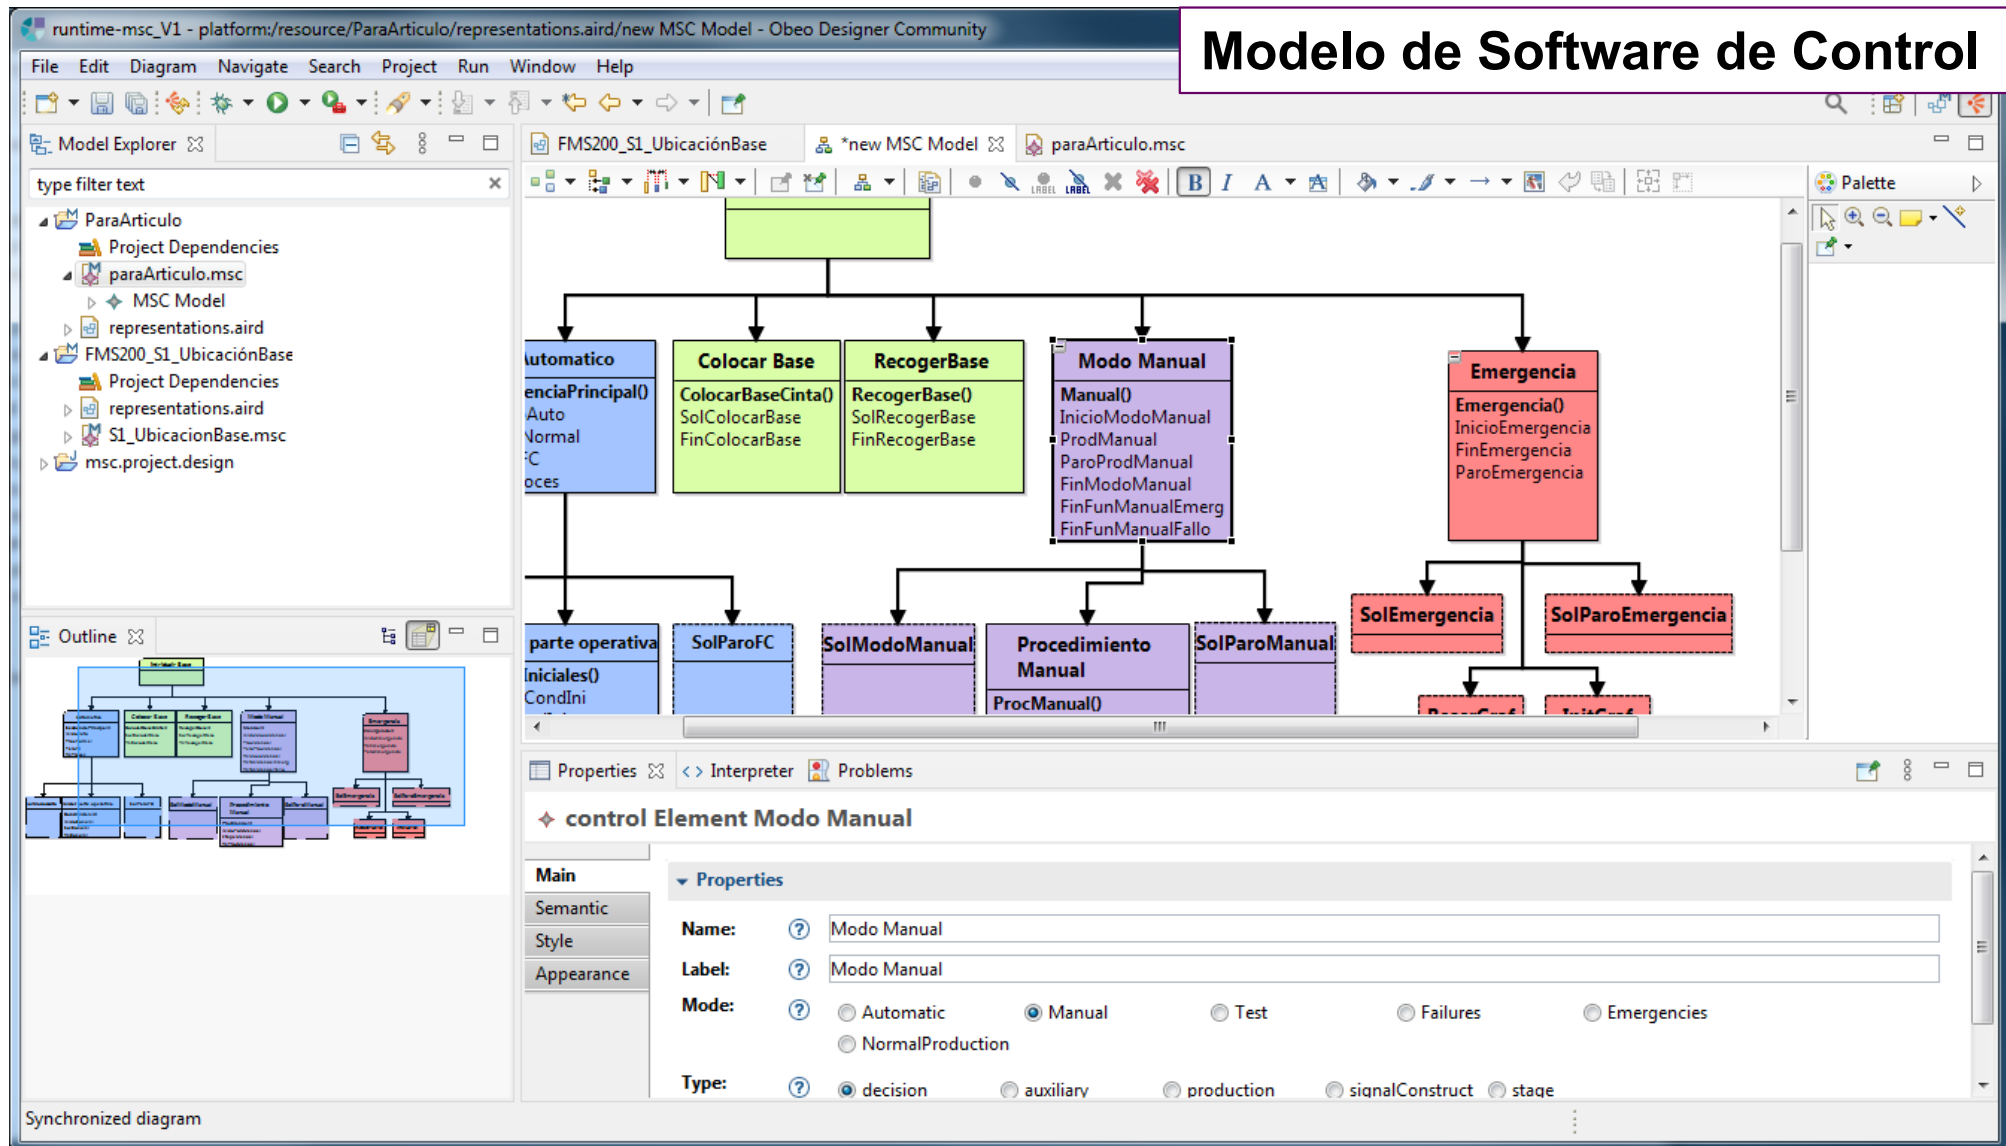 runtime-msc_V1 - platform:/resource/ParaArticulo/representations.aird/new MSC Model - Obeo Designer Community
Modelo de Software de Control
File Edit Diagram Navigate Search Project Run Window Help
Model Explorer
type filter text
ParaArticulo
Project Dependencies
paraArticulo.msc
MSC Model
representations.aird
FMS200_S1_UbicaciónBase
Project Dependencies
representations.aird
S1_UbicacionBase.msc
msc.project.design
FMS200_S1_UbicaciónBase
*new MSC Model
paraArticulo.msc
Palette
Colocar Base
ColocarBaseCinta()
SolColocarBase
FinColocarBase
RecogerBase
RecogerBase()
SolRecogerBase
FinRecogerBase
Modo Manual
Manual()
InicioModoManual
ProdManual
ParoProdManual
FinModoManual
FinFunManualEmerg
FinFunManualFallo
Emergencia
Emergencia()
InicioEmergencia
FinEmergencia
ParoEmergencia
utomatico
enciaPrincipal()
Auto
Normal
FC
oces
parte operativa
Iniciales()
CondIni
SolParoFC
SolModoManual
Procedimiento
Manual
ProcManual()
SolParoManual
SolEmergencia
SolParoEmergencia
Outline
Properties
Interpreter
Problems
control Element Modo Manual
Main
Semantic
Style
Appearance
Properties
Name: Modo Manual
Label: Modo Manual
Mode: Automatic Manual Test Failures Emergencies
NormalProduction
Type: decision auxiliary production signalConstruct stage
Synchronized diagram